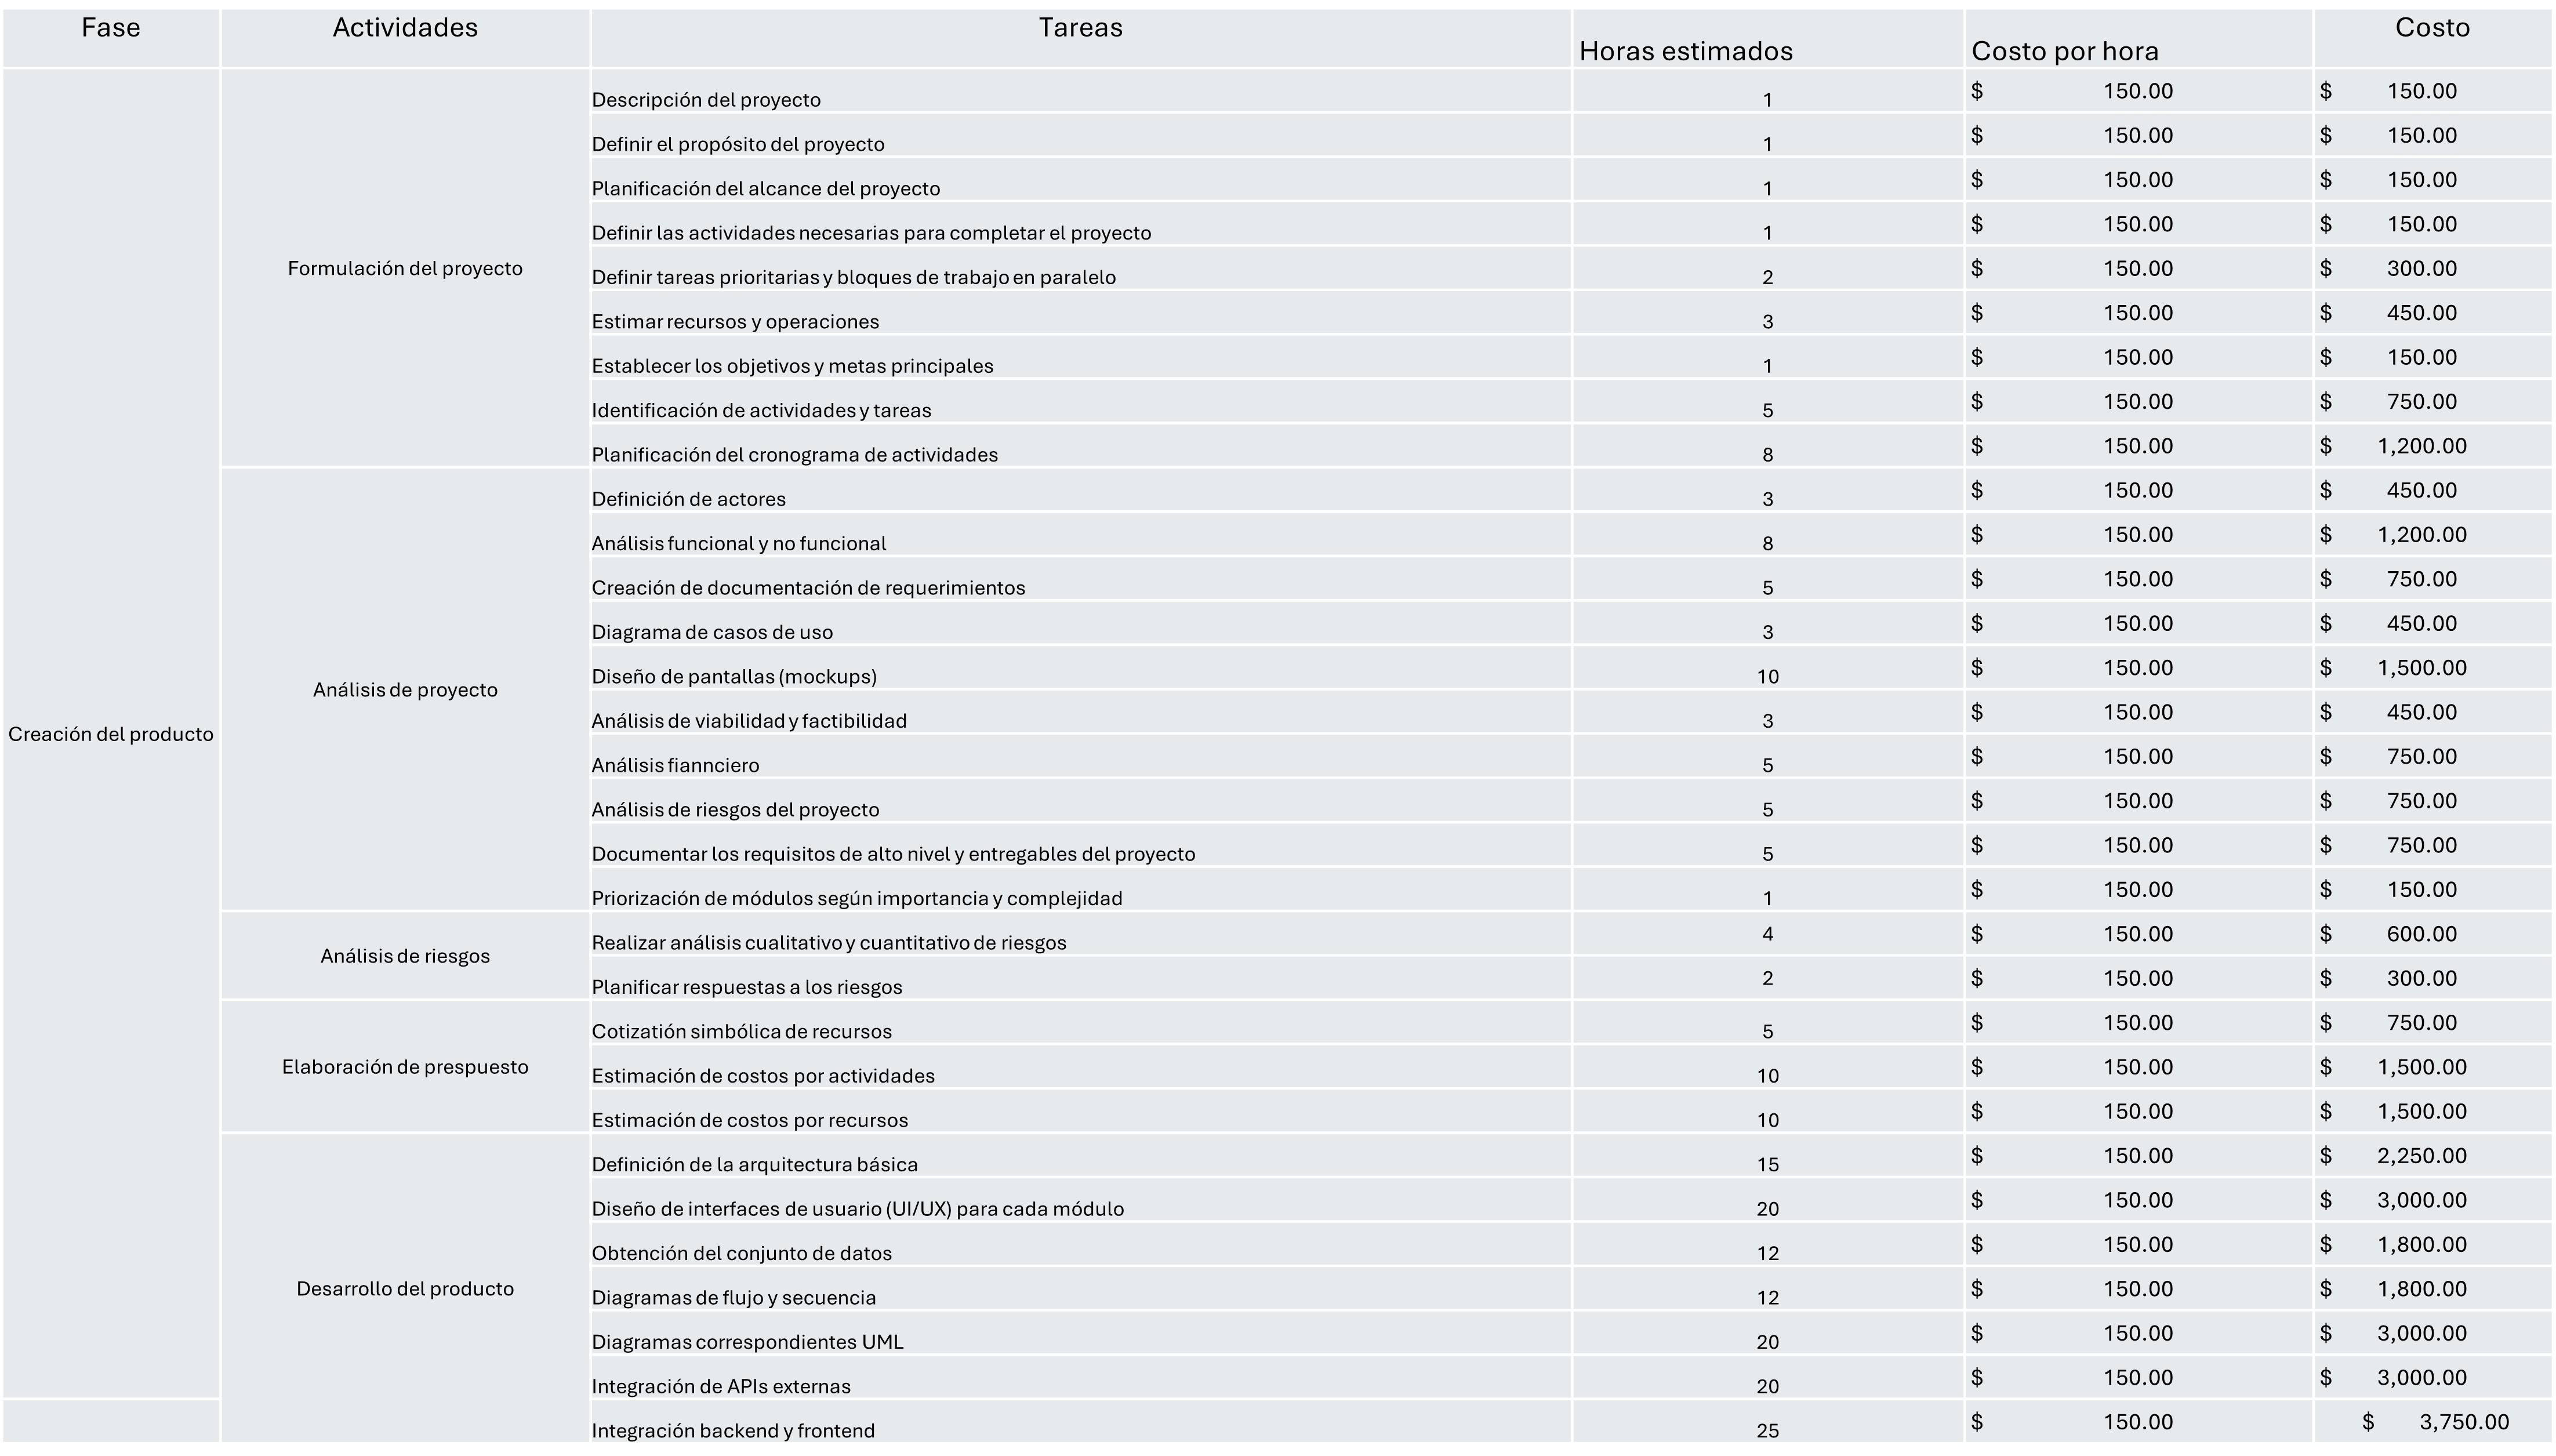 Fase Actividades Tareas Horas estimados Costo por hora Costo
Descripción del proyecto 1 $ 150.00 $ 150.00
Definir el propósito del proyecto 1 $ 150.00 $ 150.00
Planificación del alcance del proyecto 1 $ 150.00 $ 150.00
Definir las actividades necesarias para completar el proyecto 1 $ 150.00 $ 150.00
Formulación del proyecto Definir tareas prioritarias y bloques de trabajo en paralelo 2 $ 150.00 $ 300.00
Estimar recursos y operaciones 3 $ 150.00 $ 450.00
Establecer los objetivos y metas principales 1 $ 150.00 $ 150.00
Identificación de actividades y tareas 5 $ 150.00 $ 750.00
Planificación del cronograma de actividades 8 $ 150.00 $ 1,200.00
Definición de actores 3 $ 150.00 $ 450.00
Análisis funcional y no funcional 8 $ 150.00 $ 1,200.00
Creación de documentación de requerimientos 5 $ 150.00 $ 750.00
Diagrama de casos de uso 3 $ 150.00 $ 450.00
Análisis de proyecto Diseño de pantallas (mockups) 10 $ 150.00 $ 1,500.00
Creación del producto Análisis de viabilidad y factibilidad 3 $ 150.00 $ 450.00
Análisis fiannciero 5 $ 150.00 $ 750.00
Análisis de riesgos del proyecto 5 $ 150.00 $ 750.00
Documentar los requisitos de alto nivel y entregables del proyecto 5 $ 150.00 $ 750.00
Priorización de módulos según importancia y complejidad 1 $ 150.00 $ 150.00
Análisis de riesgos Realizar análisis cualitativo y cuantitativo de riesgos 4 $ 150.00 $ 600.00
Planificar respuestas a los riesgos 2 $ 150.00 $ 300.00
Cotizatión simbólica de recursos 5 $ 150.00 $ 750.00
Elaboración de prespuesto Estimación de costos por actividades 10 $ 150.00 $ 1,500.00
Estimación de costos por recursos 10 $ 150.00 $ 1,500.00
Definición de la arquitectura básica 15 $ 150.00 $ 2,250.00
Diseño de interfaces de usuario (UI/UX) para cada módulo 20 $ 150.00 $ 3,000.00
Obtención del conjunto de datos 12 $ 150.00 $ 1,800.00
Desarrollo del producto Diagramas de flujo y secuencia 12 $ 150.00 $ 1,800.00
Diagramas correspondientes UML 20 $ 150.00 $ 3,000.00
Integración de APIs externas 20 $ 150.00 $ 3,000.00
Integración backend y frontend 25 $ 150.00 $ 3,750.00